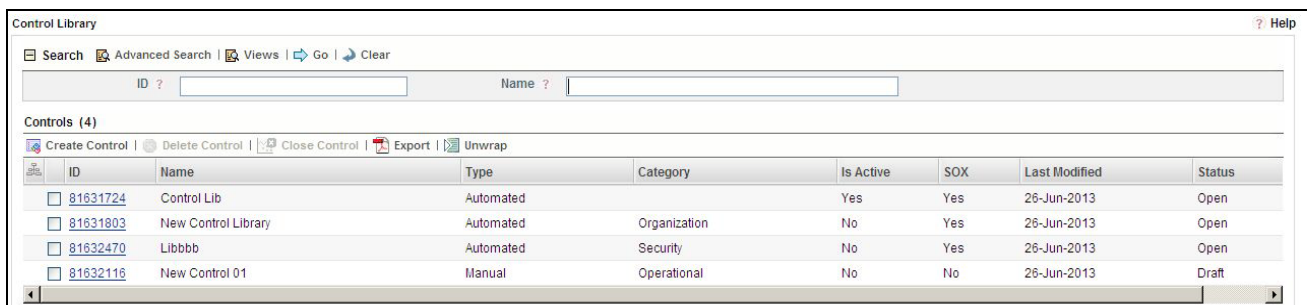 Control Library ? Help
Search Advanced Search | Views | Go | Clear
ID ? Name ?
Controls (4)
Create Control | Delete Control | Close Control | Export | Unwrap
ID Name Type Category Is Active SOX Last Modified Status
81631724 Control Lib Automated Yes Yes 26-Jun-2013 Open
81631803 New Control Library Automated Organization No Yes 26-Jun-2013 Open
81632470 Libbbb Automated Security No Yes 26-Jun-2013 Open
81632116 New Control 01 Manual Operational No No 26-Jun-2013 Draft